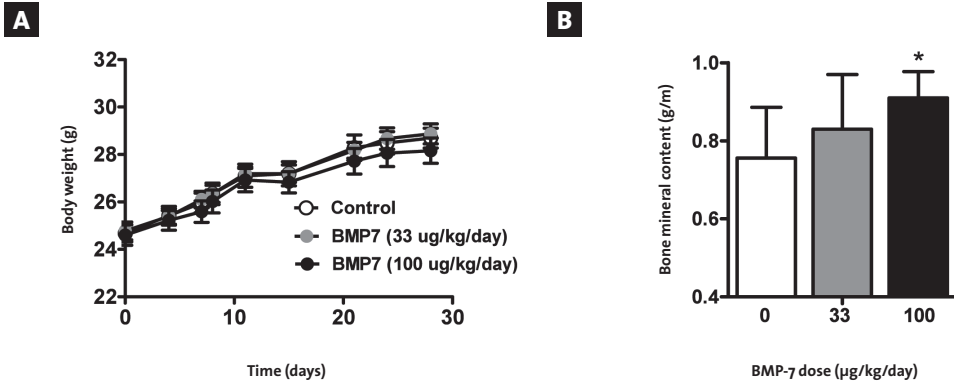 A
Body weight (g)
32
30
28
26
24
22
0
10
20
30
Control
BMP7 (33 ug/kg/day)
BMP7 (100 ug/kg/day)
Time (days)
B
Bone mineral content (g/m)
1.0
0.8
0.6
0.4
*
0
33
100
BMP-7 dose (µg/kg/day)